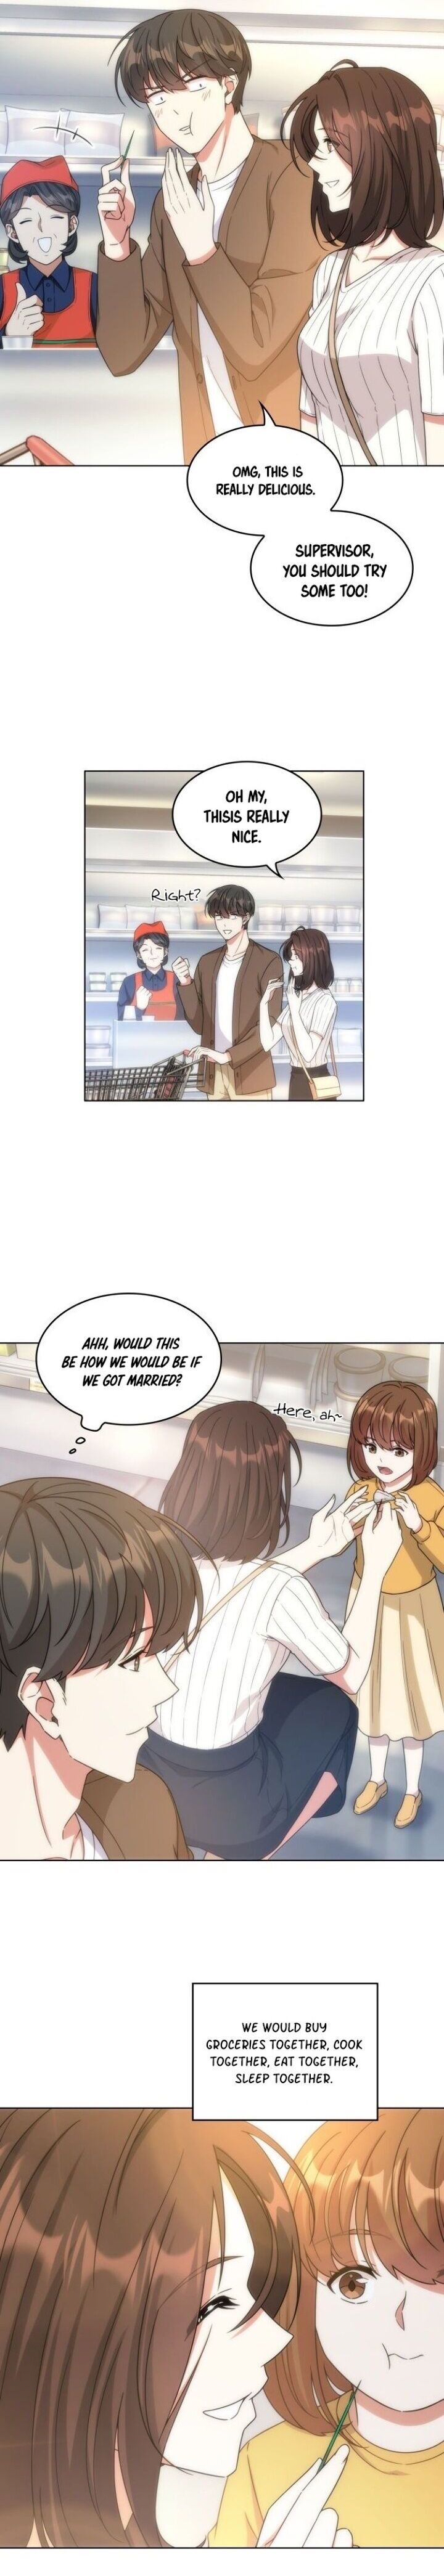 OMG, THIS IS
REALLY DELICIOUS.
SUPERVISOR,
YOU SHOULD TRY
SOME TOO!
OH MY,
THISIS REALLY
NICE.
Right?
AHH, WOULD THIS
BE HOW WE WOULD BE IF
WE GOT MARRIED?
Here, ah~
WE WOULD BUY
GROCERIES TOGETHER, COOK
TOGETHER, EAT TOGETHER,
SLEEP TOGETHER.